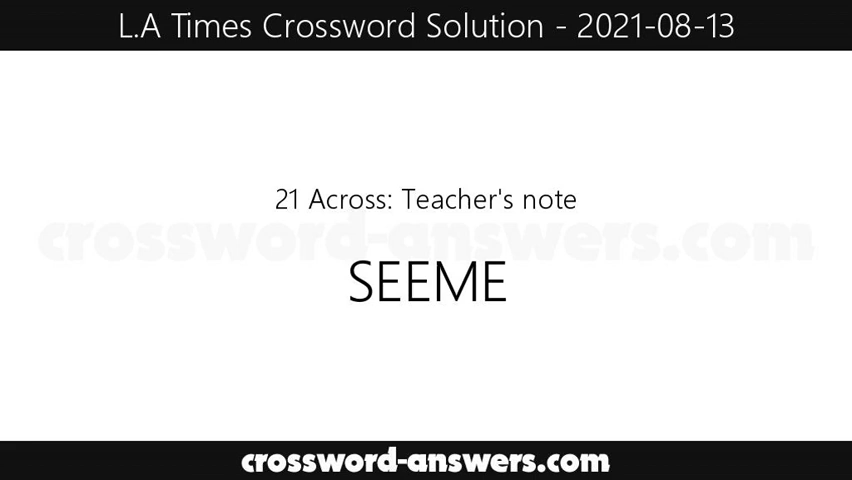 L.A Times Crossword Solution - 2021-08-13
21 Across: Teacher's note
crossword-answers.com
SEEME
crossword-answers.com